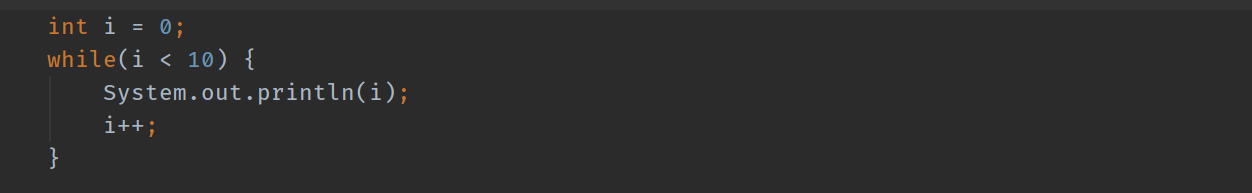 int i = 0;
while(i < 10) {
    System.out.println(i);
    i++;
}